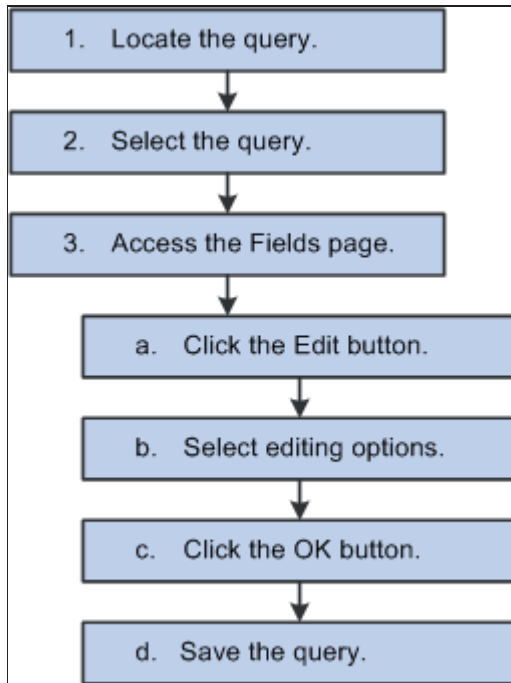 1. Locate the query.
2. Select the query.
3. Access the Fields page.
a. Click the Edit button.
b. Select editing options.
c. Click the OK button.
d. Save the query.